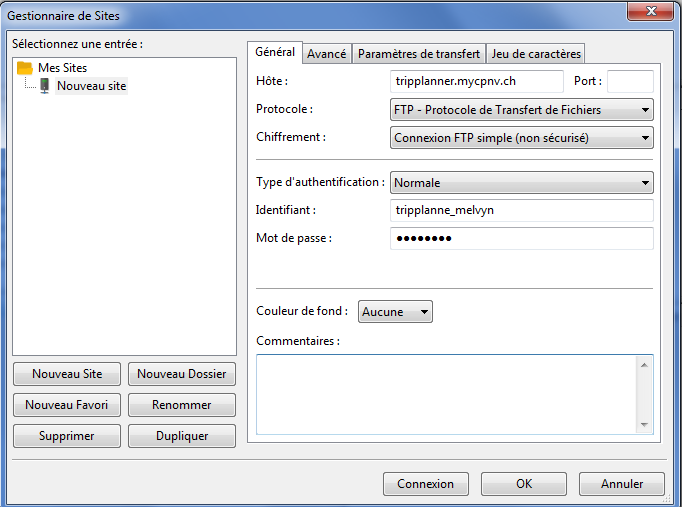 Gestionnaire de Sites
Sélectionnez une entrée :
Mes Sites
Nouveau site
Nouveau Site
Nouveau Dossier
Nouveau Favori
Renommer
Supprimer
Dupliquer
Général
Avancé
Paramètres de transfert
Jeu de caractères
Hôte :
tripplanner.mycpnv.ch
Port :
Protocole :
FTP - Protocole de Transfert de Fichiers
Chiffrement :
Connexion FTP simple (non sécurisé)
Type d'authentification :
Normale
Identifiant :
tripplanne_melvyn
Mot de passe :
●●●●●●●●
Couleur de fond :
Aucune
Commentaires :
Connexion
OK
Annuler